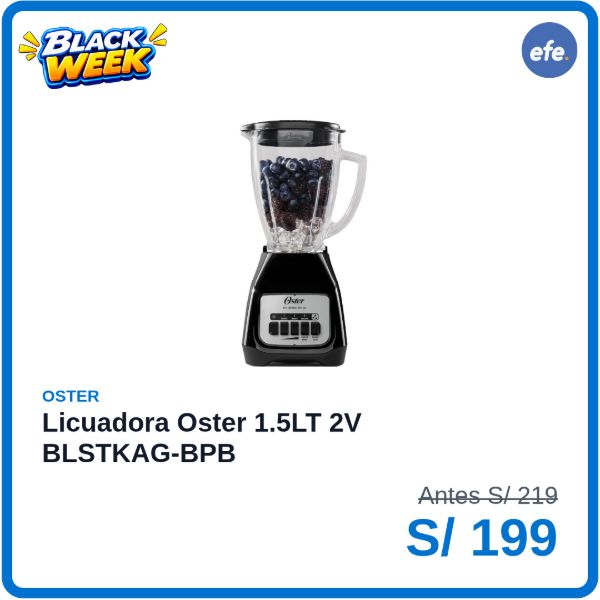 BLACK
WEEK
efe.
Oster
OSTER
Licuadora Oster 1.5LT 2V
BLSTKAG-BPB
Antes S/ 219
S/ 199